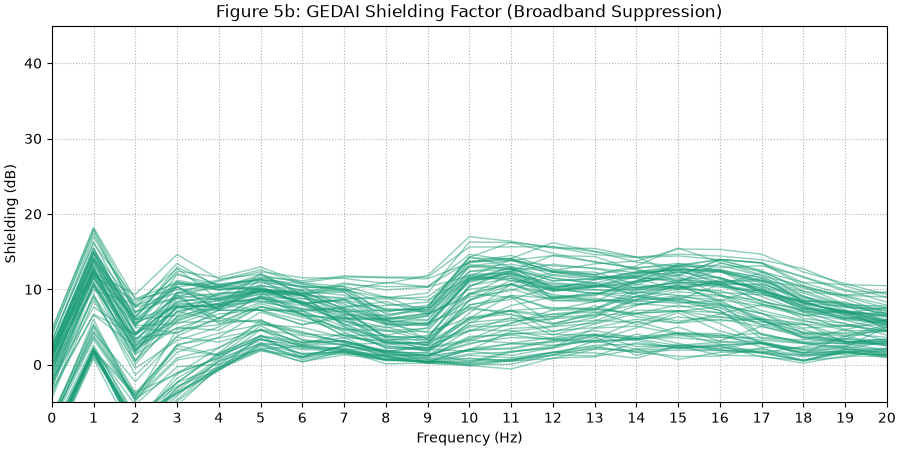 Figure 5b: GEDAI Shielding Factor (Broadband Suppression)
Shielding (dB)
40
30
20
10
0
0 1 2 3 4 5 6 7 8 9 10 11 12 13 14 15 16 17 18 19 20
Frequency (Hz)